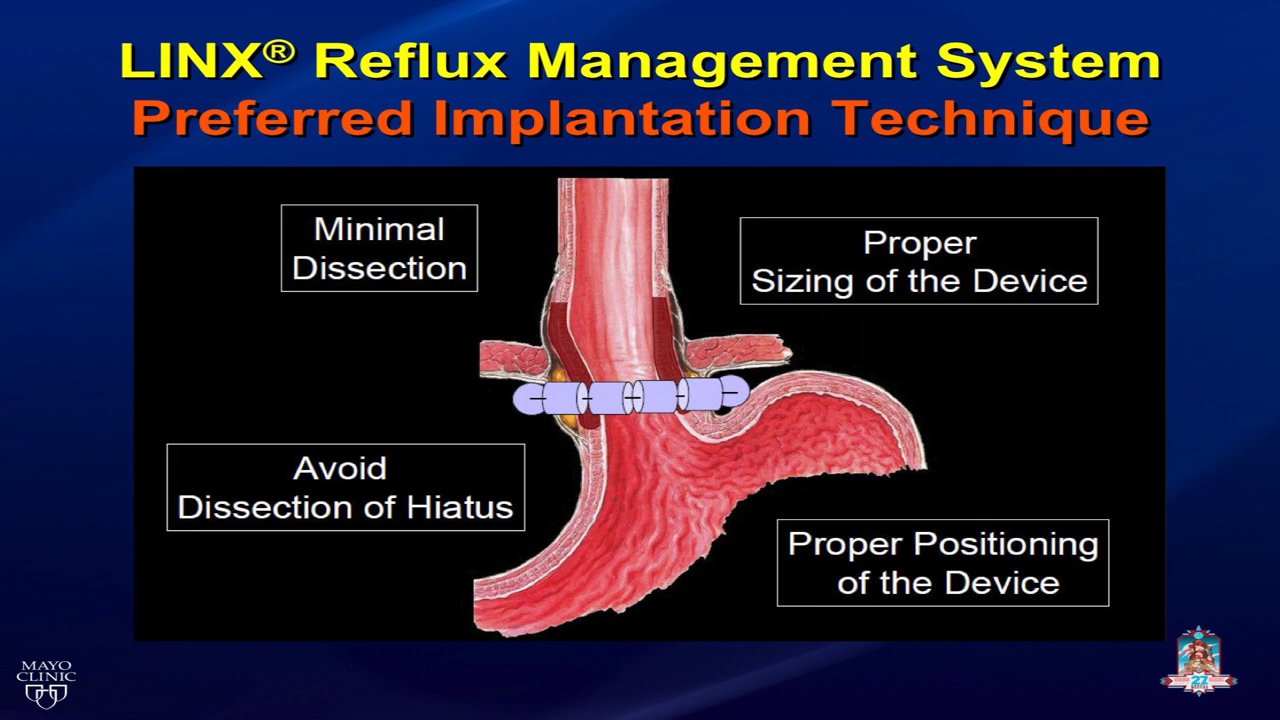 LINX® Reflux Management System
Preferred Implantation Technique
Minimal
Dissection
Proper
Sizing of the Device
Avoid
Dissection of Hiatus
Proper Positioning
of the Device
MAYO
CLINIC
27